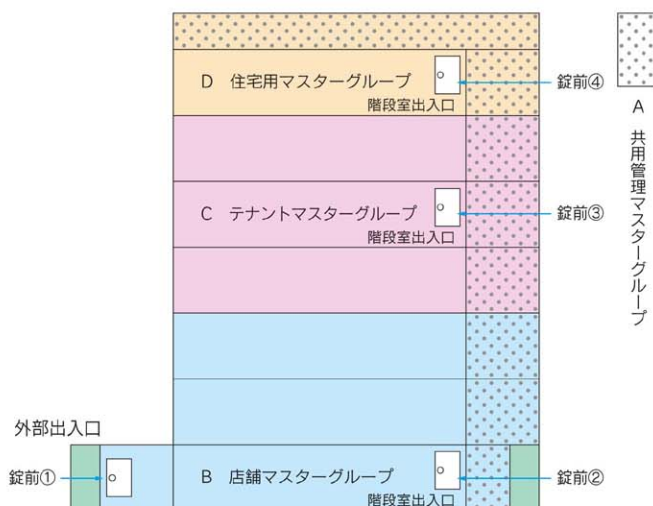 D 住宅用マスターグループ
階段室出入口
錠前④
A 共用管理マスターグループ
C テナントマスターグループ
階段室出入口
錠前③
外部出入口
錠前①
B 店舗マスターグループ
階段室出入口
錠前②